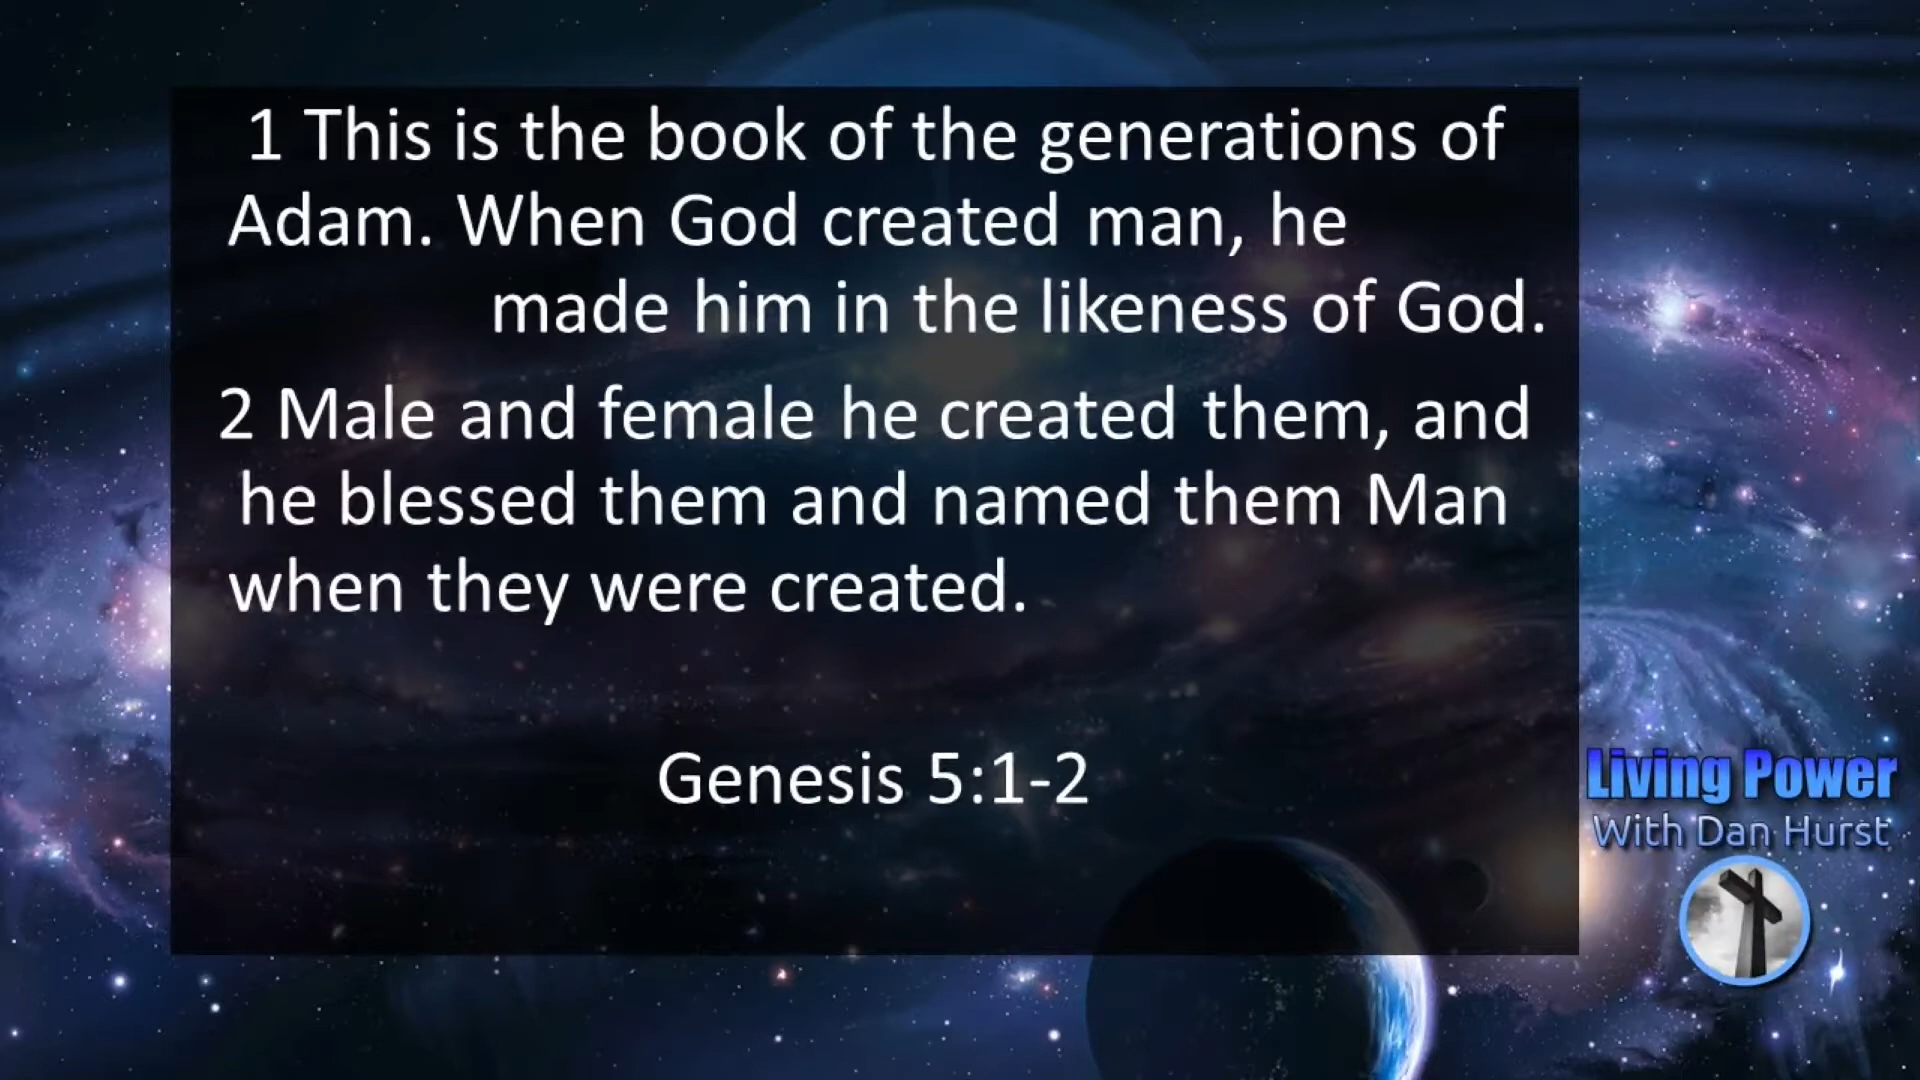 1 This is the book of the generations of
Adam. When God created man, he
made him in the likeness of God.
2 Male and female he created them, and
he blessed them and named them Man
when they were created.
Genesis 5:1-2
Living Power
With Dan Hurst